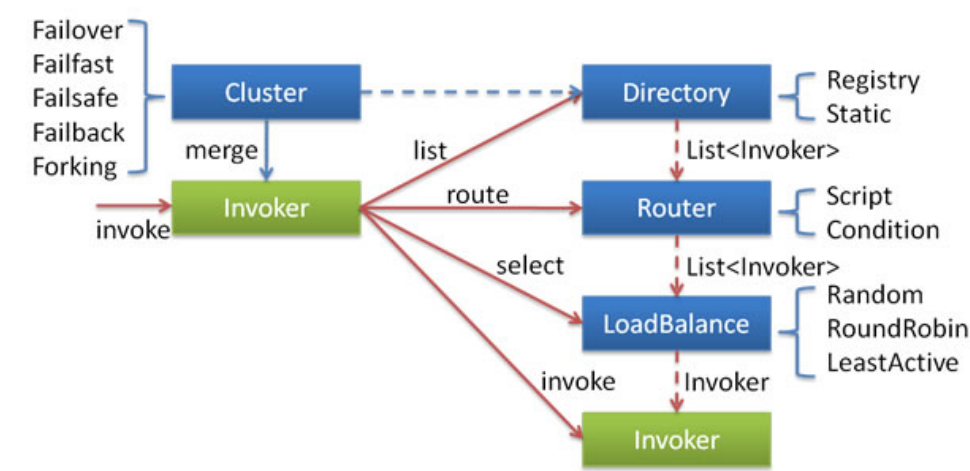 Failover
Failfast
Failsafe
Failback
Forking
Cluster
Directory
Registry
Static
merge
list
List<Invoker>
invoke
Invoker
route
Router
Script
Condition
select
List<Invoker>
LoadBalance
Random
RoundRobin
LeastActive
invoke
Invoker
Invoker